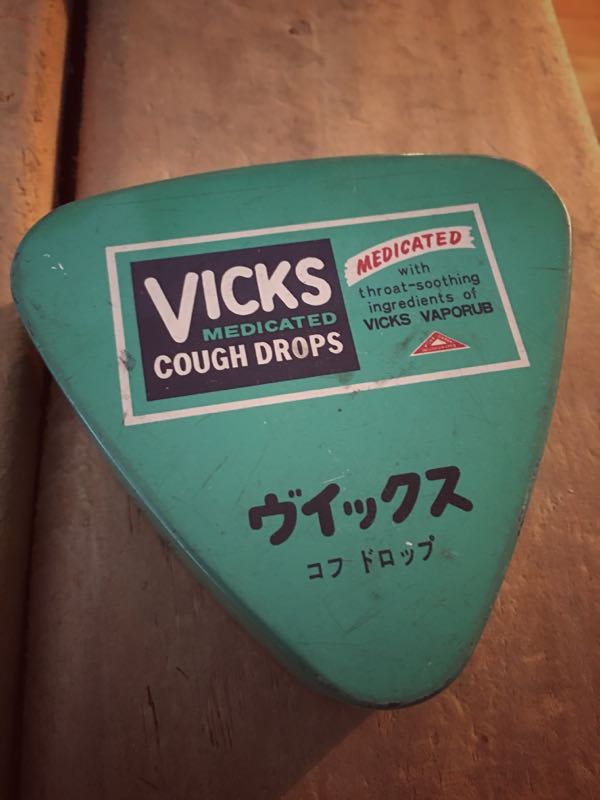 VICKS
MEDICATED
COUGH DROPS
MEDICATED
with
throat-soothing
ingredients of
VICKS VAPORUB
ヴイックス
コフ ドロップ